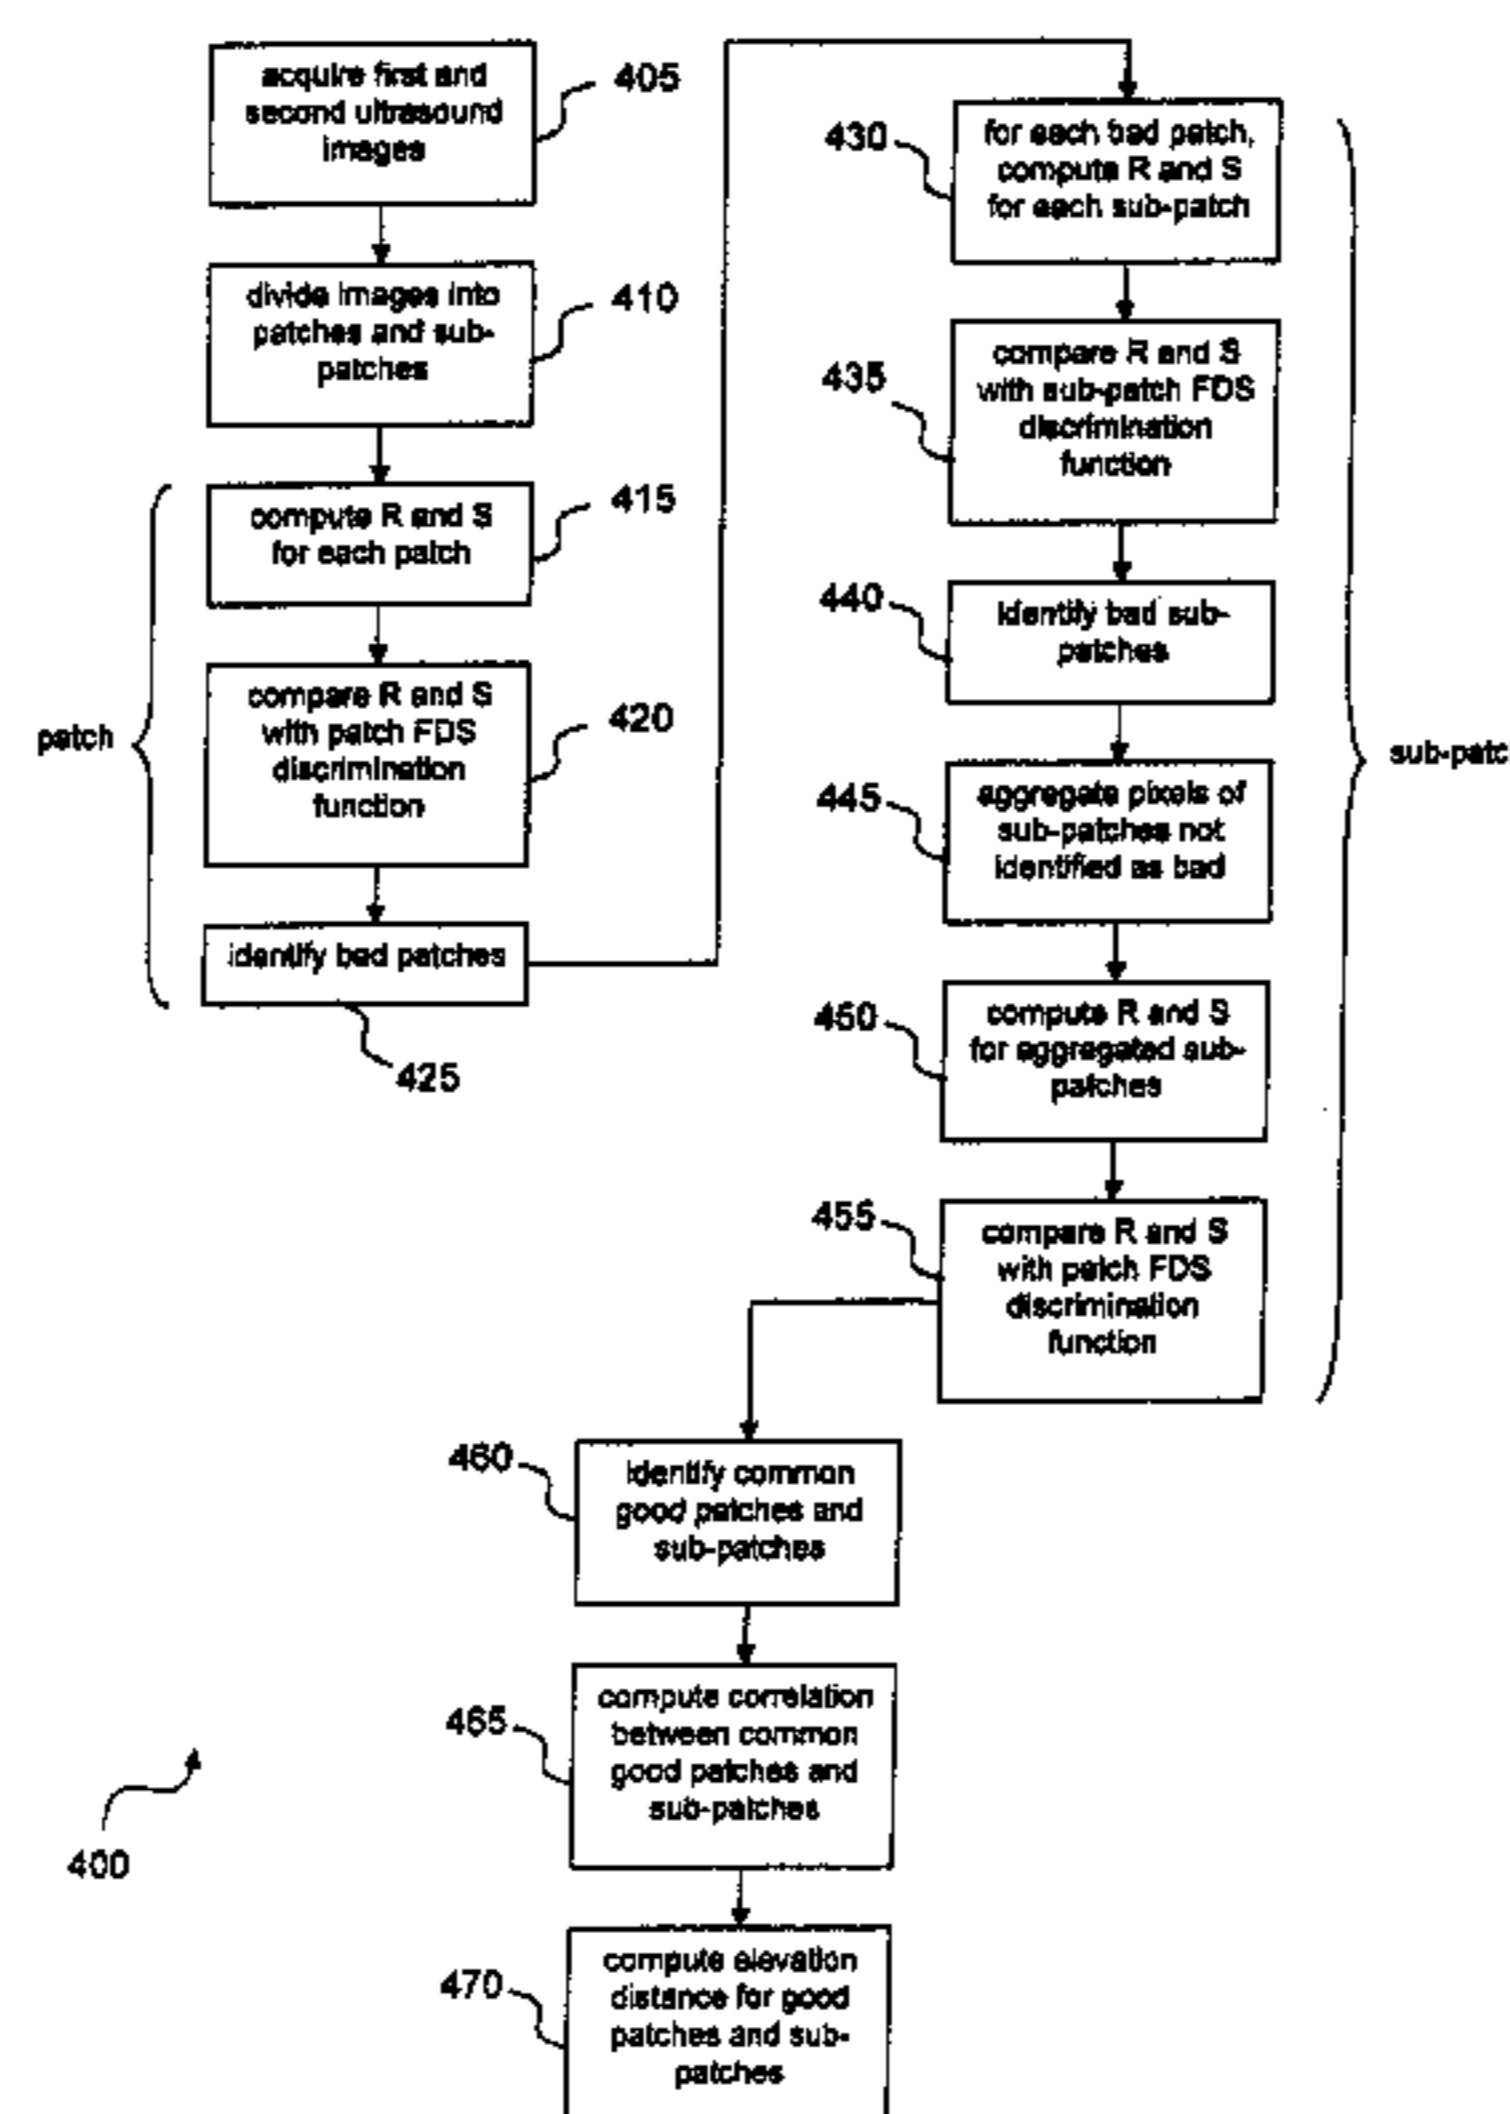 acquire first and
second ultrasound
images
405
divide images into
patches and sub-
patches
410
patch
compute R and S
for each patch
415
compare R and S
with patch FDS
discrimination
function
420
identify bad patches
425
430
for each bad patch,
compute R and S
for each sub-patch
435
compare R and S
with sub-patch FDS
discrimination
function
440
identify bad sub-
patches
445
aggregate pixels of
sub-patches not
identified as bad
450
compute R and S
for aggregated sub-
patches
455
compare R and S
with patch FDS
discrimination
function
sub-patc
460
identify common
good patches and
sub-patches
465
compute correlation
between common
good patches and
sub-patches
470
compute elevation
distance for good
patches and sub-
patches
400